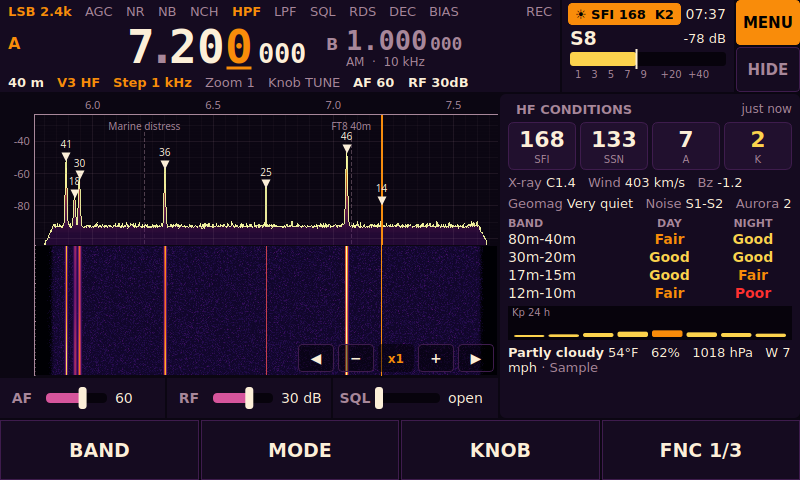 LSB 2.4k AGC NR NB NCH HPF LPF SQL RDS DEC BIAS REC
A 7.200 000 B 1.000 000
AM · 10 kHz
40 m V3 HF Step 1 kHz Zoom 1 Knob TUNE AF 60 RF 30dB
☀ SFI 168 K2 07:37
S8 -78 dB
1 3 5 7 9 +20 +40
MENU
HIDE
6.0 6.5 7.0 7.5
Marine distress FT8 40m
-40
-60
-80
41 18 30 36 25 46 14
◀ − x1 + ▶
HF CONDITIONS just now
168 133 7 2
SFI SSN A K
X-ray C1.4 Wind 403 km/s Bz -1.2
Geomag Very quiet Noise S1-S2 Aurora 2
BAND DAY NIGHT
80m-40m Fair Good
30m-20m Good Good
17m-15m Good Fair
12m-10m Fair Poor
Kp 24 h
Partly cloudy 54°F 62% 1018 hPa W 7
mph · Sample
AF 60 RF 30 dB SQL open
BAND MODE KNOB FNC 1/3